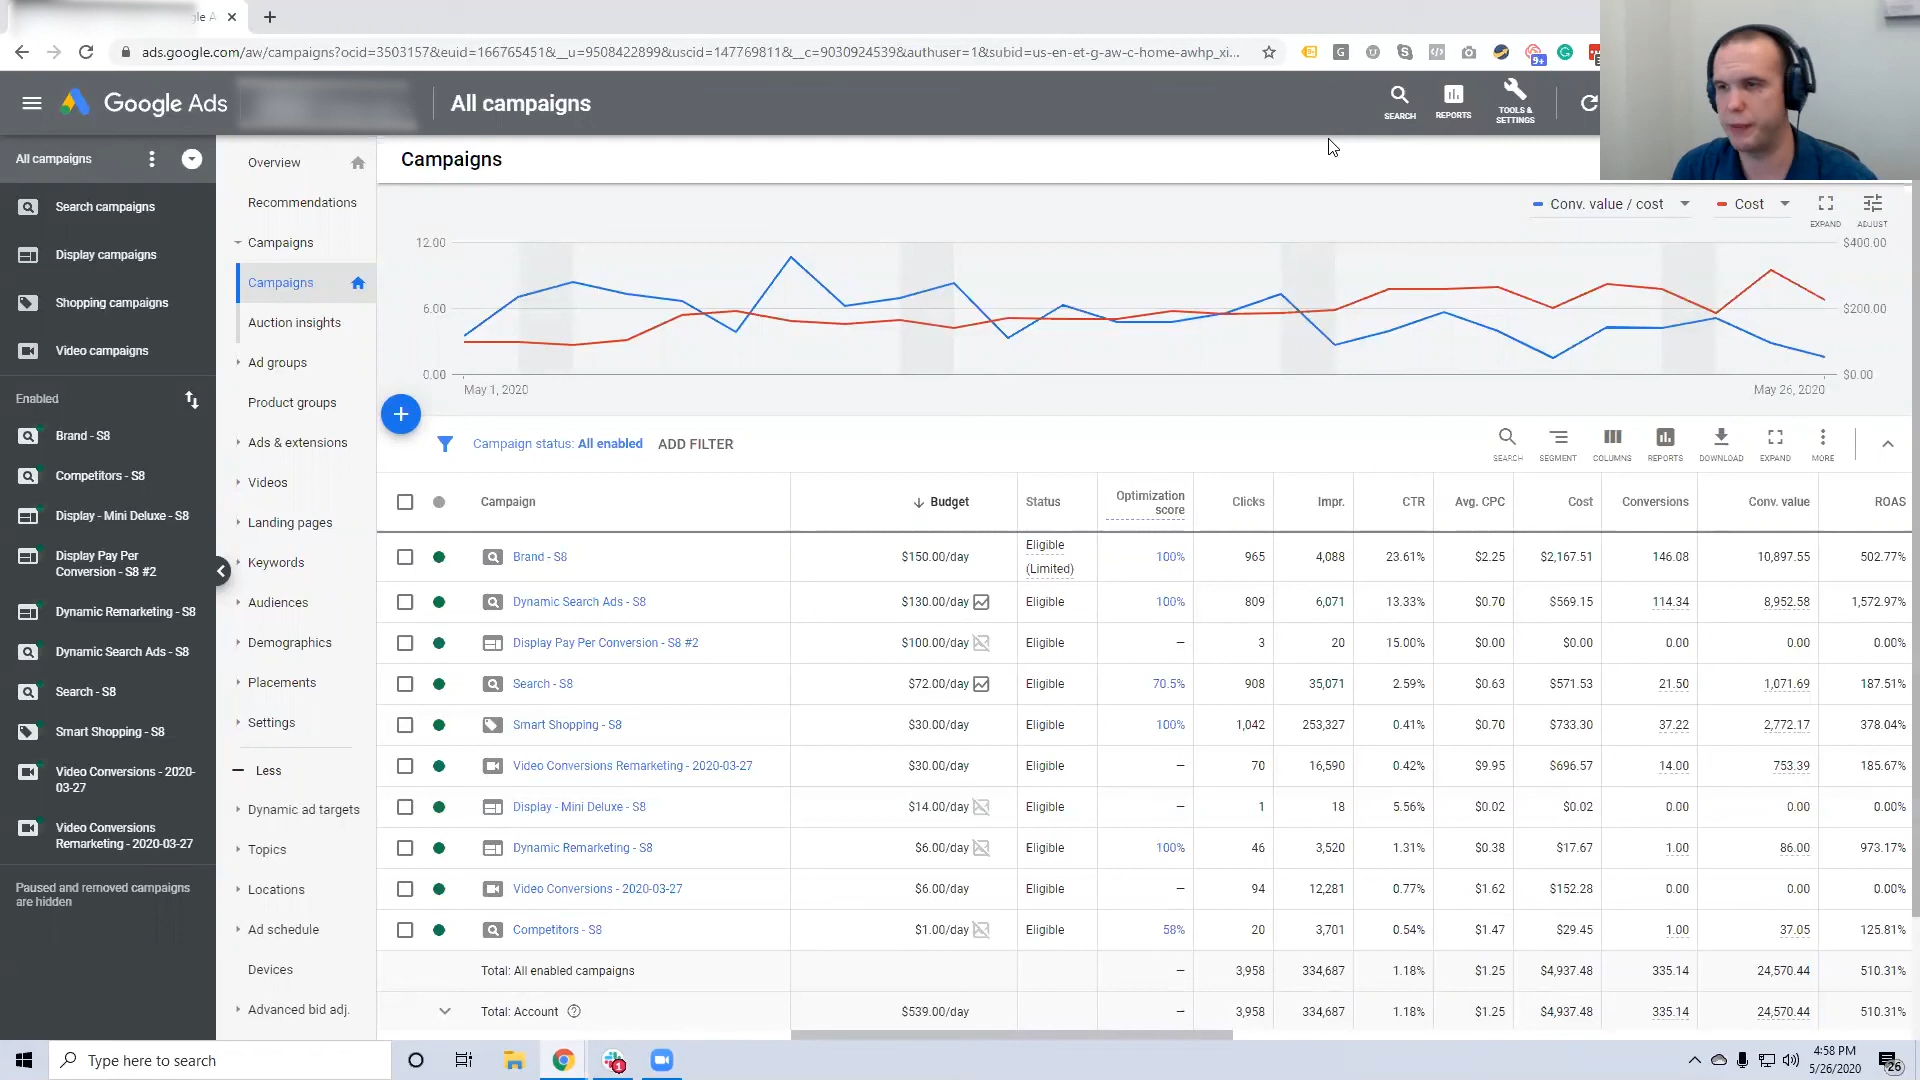 gle A
ads.google.com/aw/campaigns?ocid=3503157&euid=166765451&__u=9508422899&uscid=147769811&__c=9030924539&authuser=1&subid=us-en-et-g-aw-c-home-awhp_xi...
9+
Google Ads
All campaigns
SEARCH
REPORTS
TOOLS & SETTINGS
All campaigns
Search campaigns
Display campaigns
Shopping campaigns
Video campaigns
Enabled
Brand - S8
Competitors - S8
Display - Mini Deluxe - S8
Display Pay Per
Conversion - S8 #2
Dynamic Remarketing - S8
Dynamic Search Ads - S8
Search - S8
Smart Shopping - S8
Video Conversions - 2020-
03-27
Video Conversions
Remarketing - 2020-03-27
Paused and removed campaigns
are hidden
Overview
Recommendations
Campaigns
Campaigns
Auction insights
Ad groups
Product groups
Ads & extensions
Videos
Landing pages
Keywords
Audiences
Demographics
Placements
Settings
Less
Dynamic ad targets
Topics
Locations
Ad schedule
Devices
Advanced bid adj.
Campaigns
Conv. value / cost
Cost
EXPAND
ADJUST
12.00
$400.00
6.00
$200.00
0.00
$0.00
May 1, 2020
May 26, 2020
Campaign status: All enabled
ADD FILTER
SEARCH
SEGMENT
COLUMNS
REPORTS
DOWNLOAD
EXPAND
MORE
Campaign Budget Status Optimization score Clicks Impr. CTR Avg. CPC Cost Conversions Conv. value ROAS
Brand - S8 $150.00/day Eligible (Limited) 100% 965 4,088 23.61% $2.25 $2,167.51 146.08 10,897.55 502.77%
Dynamic Search Ads - S8 $130.00/day Eligible 100% 809 6,071 13.33% $0.70 $569.15 114.34 8,952.58 1,572.97%
Display Pay Per Conversion - S8 #2 $100.00/day Eligible — 3 20 15.00% $0.00 $0.00 0.00 0.00 0.00%
Search - S8 $72.00/day Eligible 70.5% 908 35,071 2.59% $0.63 $571.53 21.50 1,071.69 187.51%
Smart Shopping - S8 $30.00/day Eligible 100% 1,042 253,327 0.41% $0.70 $733.30 37.22 2,772.17 378.04%
Video Conversions Remarketing - 2020-03-27 $30.00/day Eligible — 70 16,590 0.42% $9.95 $696.57 14.00 753.39 185.67%
Display - Mini Deluxe - S8 $14.00/day Eligible — 1 18 5.56% $0.02 $0.02 0.00 0.00 0.00%
Dynamic Remarketing - S8 $6.00/day Eligible 100% 46 3,520 1.31% $0.38 $17.67 1.00 86.00 973.17%
Video Conversions - 2020-03-27 $6.00/day Eligible — 94 12,281 0.77% $1.62 $152.28 0.00 0.00 0.00%
Competitors - S8 $1.00/day Eligible 58% 20 3,701 0.54% $1.47 $29.45 1.00 37.05 125.81%
Total: All enabled campaigns — 3,958 334,687 1.18% $1.25 $4,937.48 335.14 24,570.44 510.31%
Total: Account $539.00/day — 3,958 334,687 1.18% $1.25 $4,937.48 335.14 24,570.44 510.31%
Type here to search
1
4:58 PM
5/26/2020
26